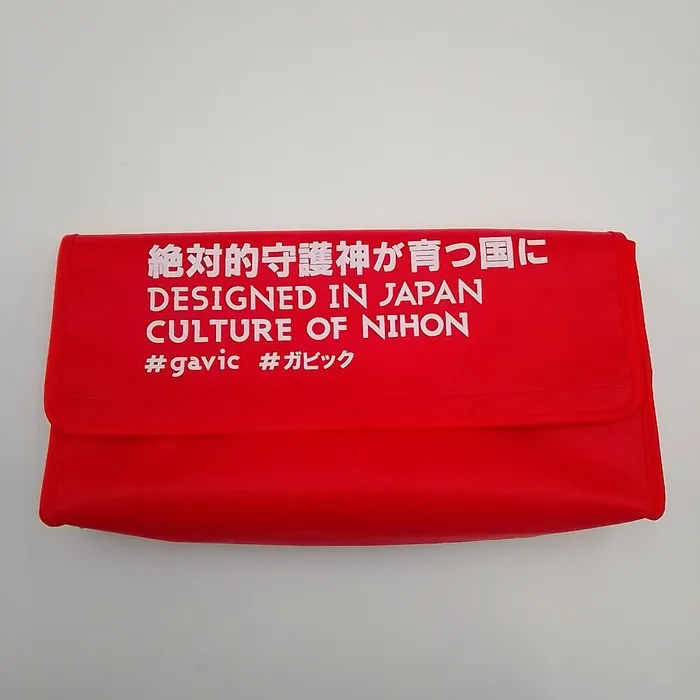 絶対的守護神が育つ国に
DESIGNED IN JAPAN
CULTURE OF NIHON
#gavic #ガビック